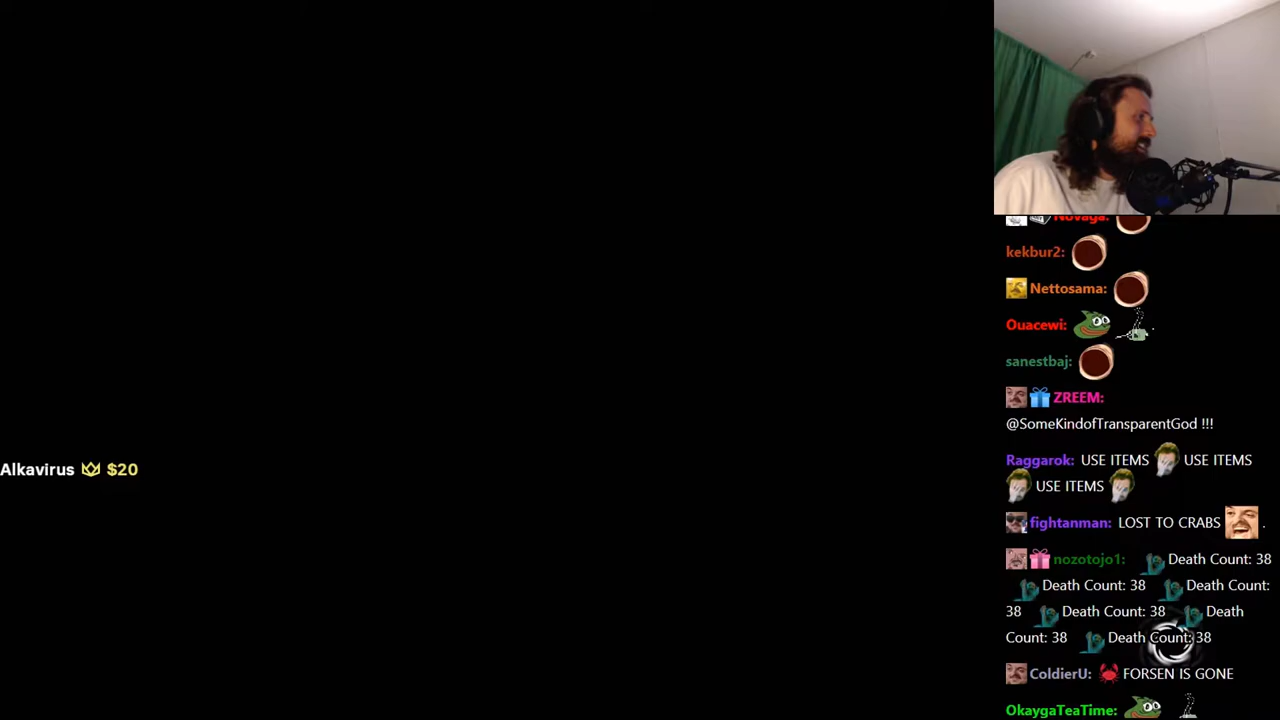 Novaga:
kekbur2:
Nettosama:
Ouacewi:
sanestbaj:
ZREEM:
@SomeKindofTransparentGod !!!
Alkavirus $20
Raggarok: USE ITEMS USE ITEMS
USE ITEMS
fightanman: LOST TO CRABS .
nozotojo1: Death Count: 38
Death Count: 38 Death Count:
38 Death Count: 38 Death
Count: 38 Death Count: 38
ColdierU: FORSEN IS GONE
OkaygaTeaTime: